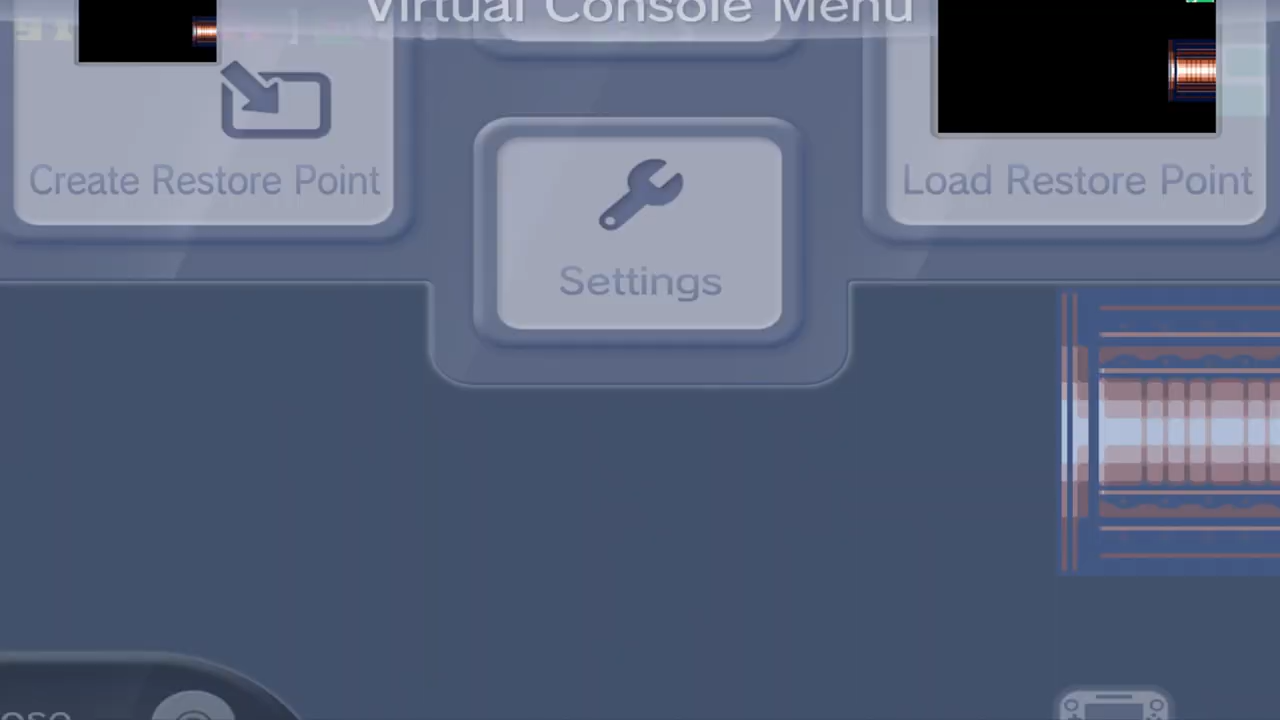 Virtual Console Menu
Create Restore Point
Load Restore Point
Settings